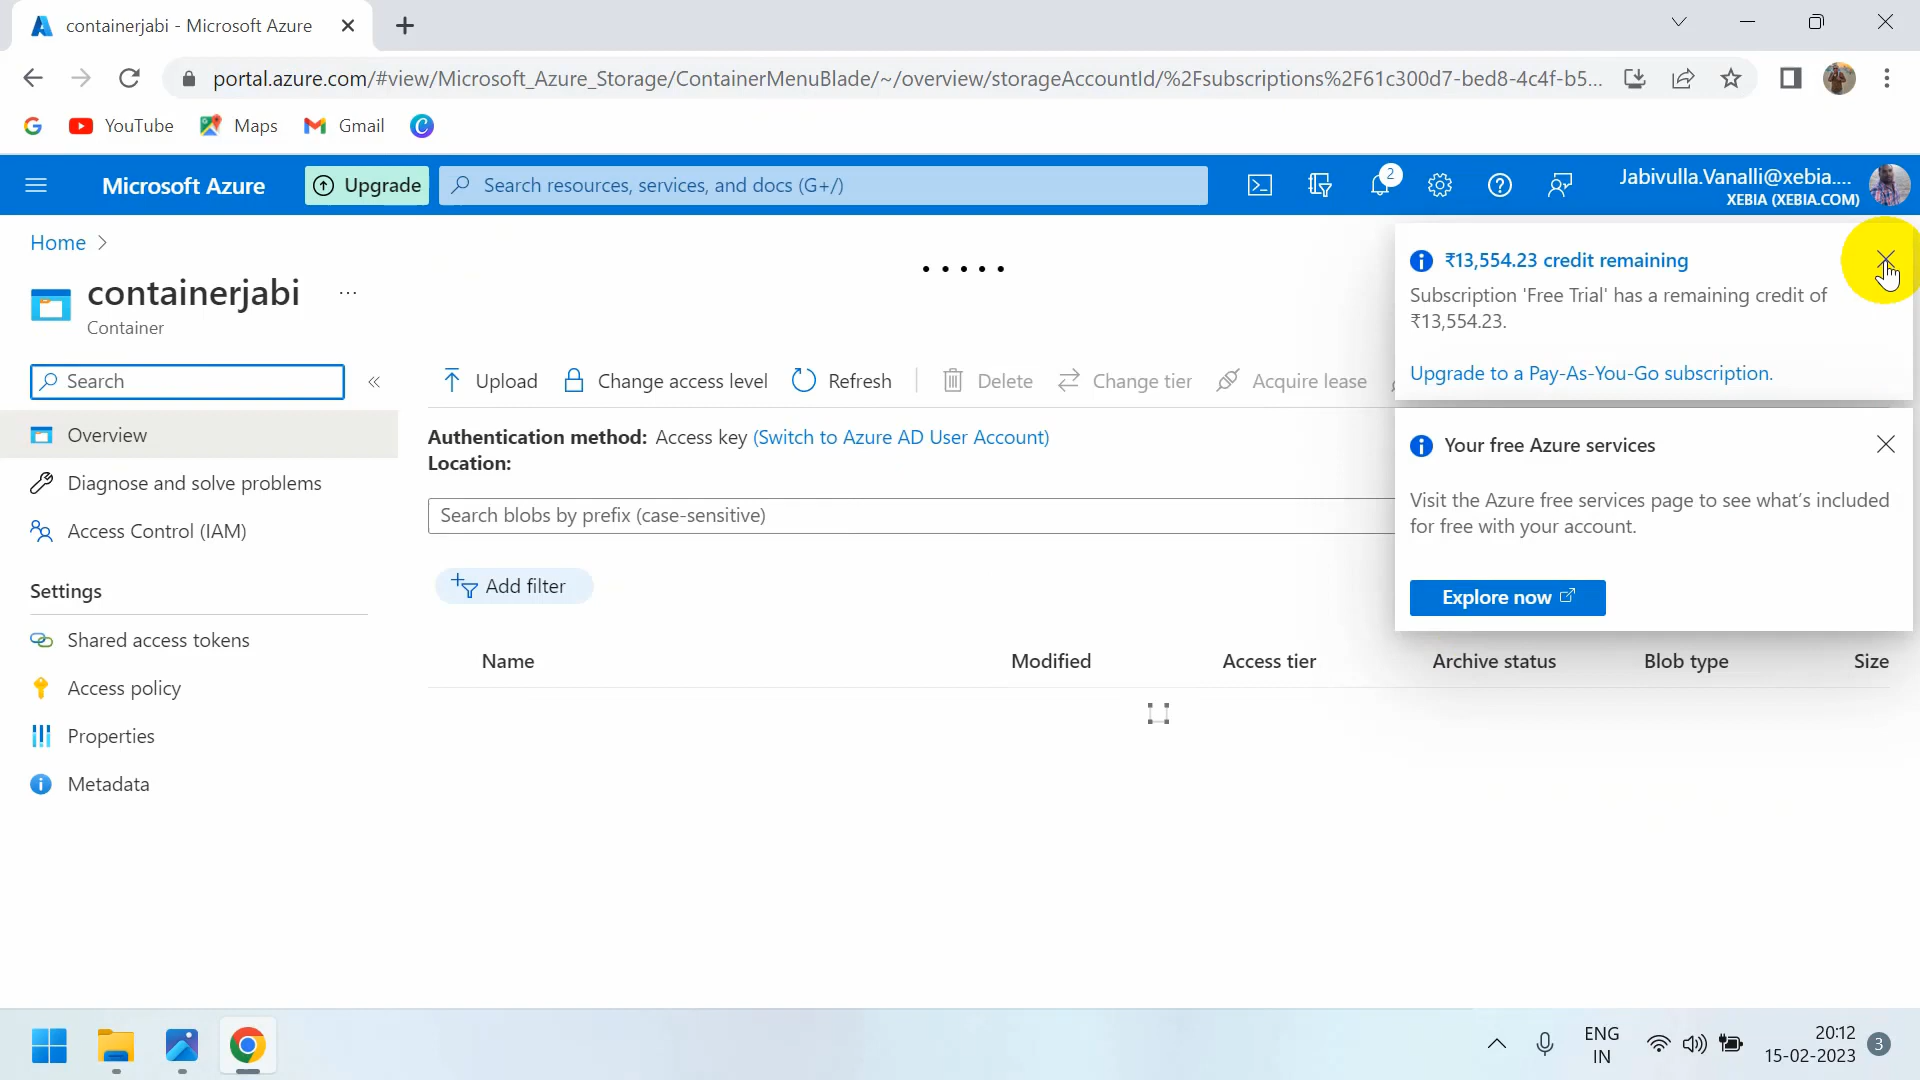 containerjabi - Microsoft Azure
portal.azure.com/#view/Microsoft_Azure_Storage/ContainerMenuBlade/~/overview/storageAccountId/%2Fsubscriptions%2F61c300d7-bed8-4c4f-b5...
YouTube
Maps
Gmail
Microsoft Azure
Upgrade
Search resources, services, and docs (G+/)
2
Jabivulla.Vanalli@xebia....
XEBIA (XEBIA.COM)
Home
containerjabi
...
Container
₹13,554.23 credit remaining
Subscription 'Free Trial' has a remaining credit of
₹13,554.23.
Upgrade to a Pay-As-You-Go subscription.
Search
Upload
Change access level
Refresh
Delete
Change tier
Acquire lease
Overview
Diagnose and solve problems
Access Control (IAM)
Settings
Shared access tokens
Access policy
Properties
Metadata
Authentication method: Access key (Switch to Azure AD User Account)
Location:
Search blobs by prefix (case-sensitive)
Add filter
Your free Azure services
Visit the Azure free services page to see what's included
for free with your account.
Explore now
Name
Modified
Access tier
Archive status
Blob type
Size
ENG
IN
20:12
15-02-2023
3